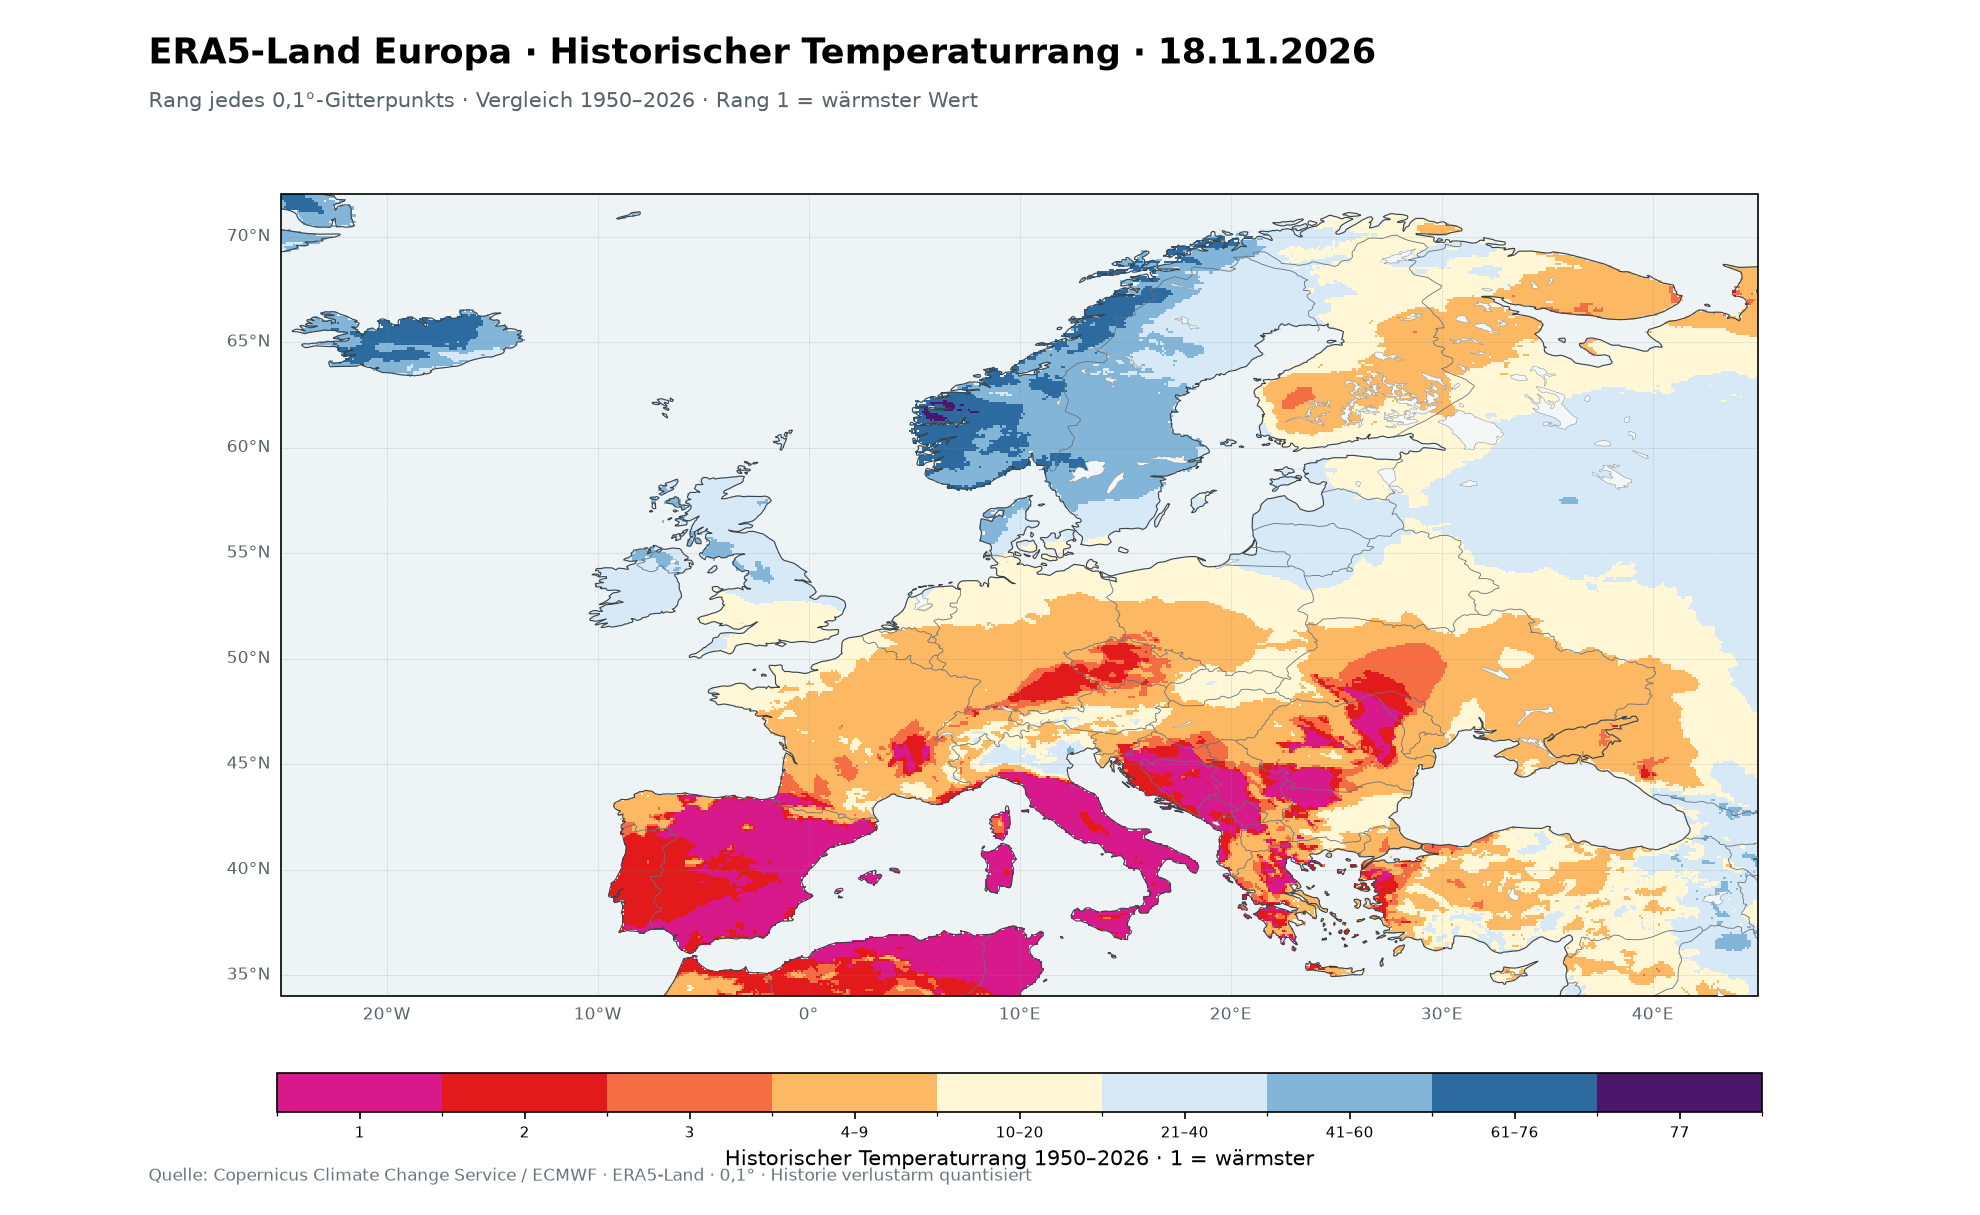 ERA5-Land Europa · Historischer Temperaturrang · 18.11.2026
Rang jedes 0,1°-Gitterpunkts · Vergleich 1950–2026 · Rang 1 = wärmster Wert
70°N
65°N
60°N
55°N
50°N
45°N
40°N
35°N
20°W 10°W 0° 10°E 20°E 30°E 40°E
1 2 3 4–9 10–20 21–40 41–60 61–76 77
Historischer Temperaturrang 1950–2026 · 1 = wärmster
Quelle: Copernicus Climate Change Service / ECMWF · ERA5-Land · 0,1° · Historie verlustarm quantisiert